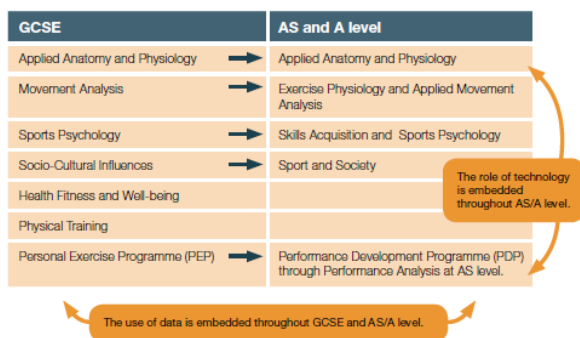 GCSE
AS and A level
Applied Anatomy and Physiology
Applied Anatomy and Physiology
Movement Analysis
Exercise Physiology and Applied Movement
Analysis
Sports Psychology
Skills Acquisition and Sports Psychology
Socio-Cultural Influences
Sport and Society
Health Fitness and Well-being
Physical Training
Personal Exercise Programme (PEP)
Performance Development Programme (PDP)
through Performance Analysis at AS level.
The role of technology
is embedded
throughout AS/A level.
The use of data is embedded throughout GCSE and AS/A level.